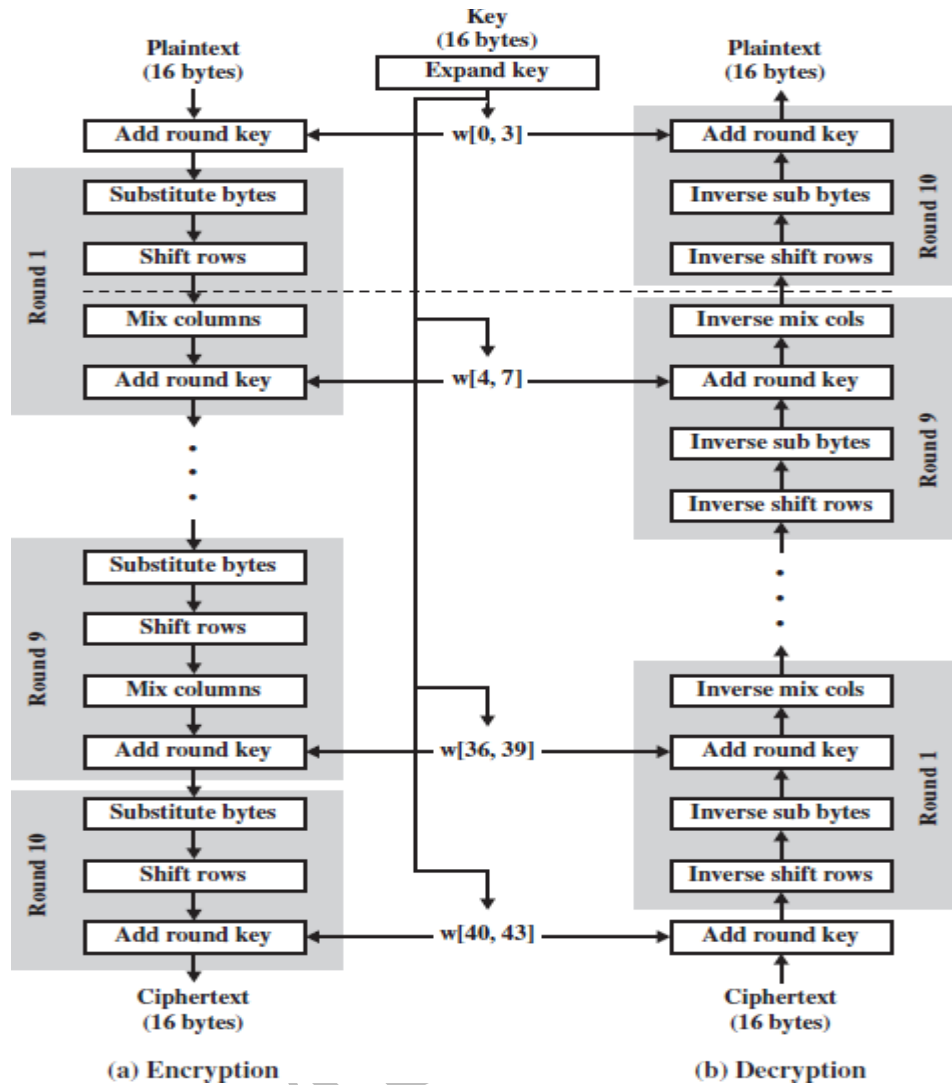 Key
(16 bytes)
Expand key
Plaintext
(16 bytes)
Add round key
Round 1
Substitute bytes
Shift rows
Mix columns
Add round key
Round 9
Substitute bytes
Shift rows
Mix columns
Add round key
Round 10
Substitute bytes
Shift rows
Add round key
Ciphertext
(16 bytes)
(a) Encryption
w[0, 3]
w[4, 7]
w[36, 39]
w[40, 43]
Plaintext
(16 bytes)
Add round key
Inverse sub bytes
Inverse shift rows
Round 10
Inverse mix cols
Add round key
Inverse sub bytes
Inverse shift rows
Round 9
Inverse mix cols
Add round key
Inverse sub bytes
Inverse shift rows
Round 1
Add round key
Ciphertext
(16 bytes)
(b) Decryption